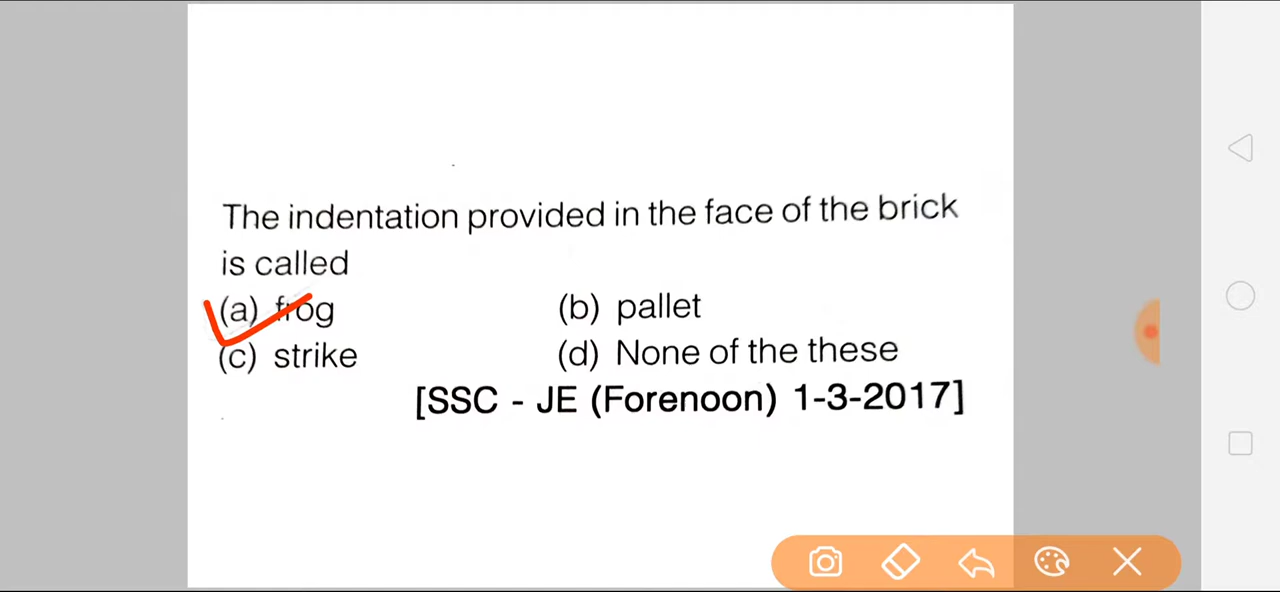 The indentation provided in the face of the brick
is called
(a) frog (b) pallet
(c) strike (d) None of the these
[SSC - JE (Forenoon) 1-3-2017]